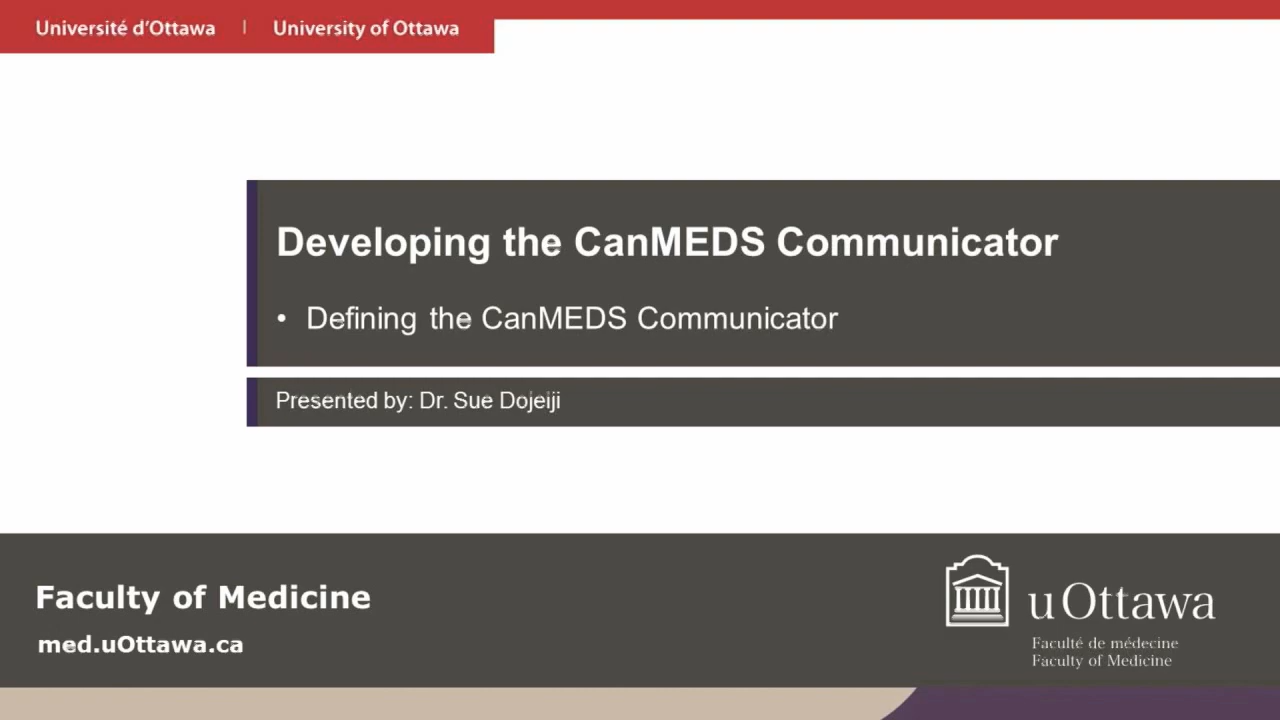 Université d'Ottawa | University of Ottawa
Developing the CanMEDS Communicator
• Defining the CanMEDS Communicator
Presented by: Dr. Sue Dojeiji
Faculty of Medicine
med.uOttawa.ca
uOttawa
Faculté de médecine
Faculty of Medicine